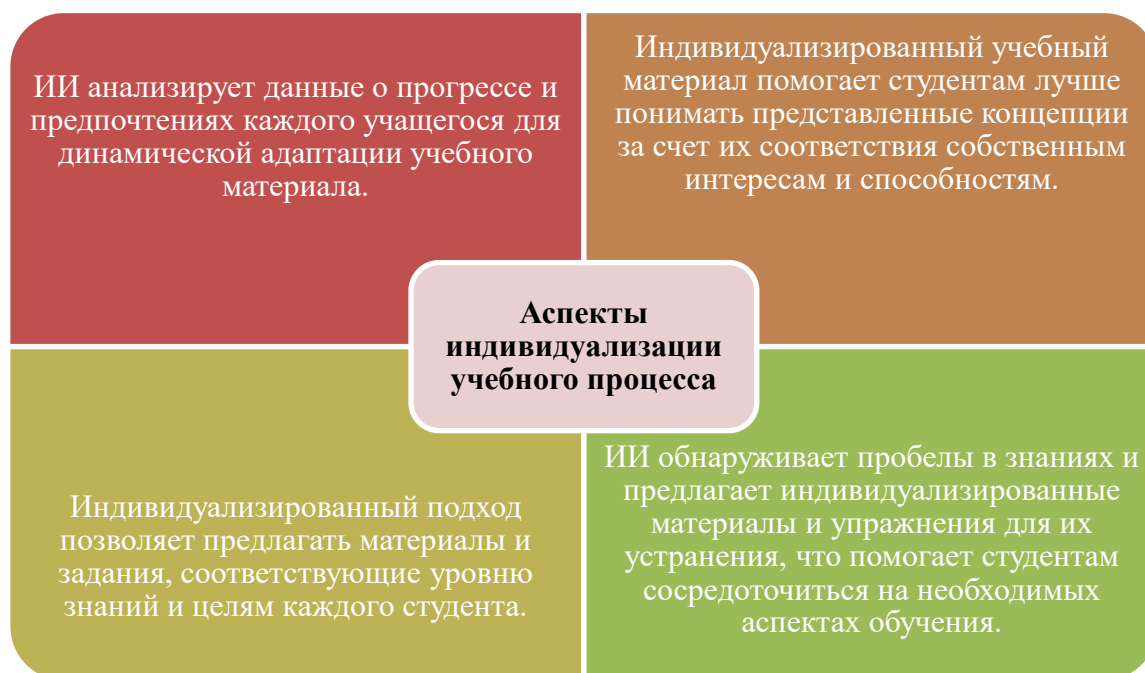 ИИ анализирует данные о прогрессе и
предпочтениях каждого учащегося для
динамической адаптации учебного
материала.
Индивидуализированный учебный
материал помогает студентам лучше
понимать представленные концепции
за счет их соответствия собственным
интересам и способностям.
Аспекты
индивидуализации
учебного процесса
Индивидуализированный подход
позволяет предлагать материалы и
задания, соответствующие уровню
знаний и целям каждого студента.
ИИ обнаруживает пробелы в знаниях и
предлагает индивидуализированные
материалы и упражнения для их
устранения, что помогает студентам
сосредоточиться на необходимых
аспектах обучения.